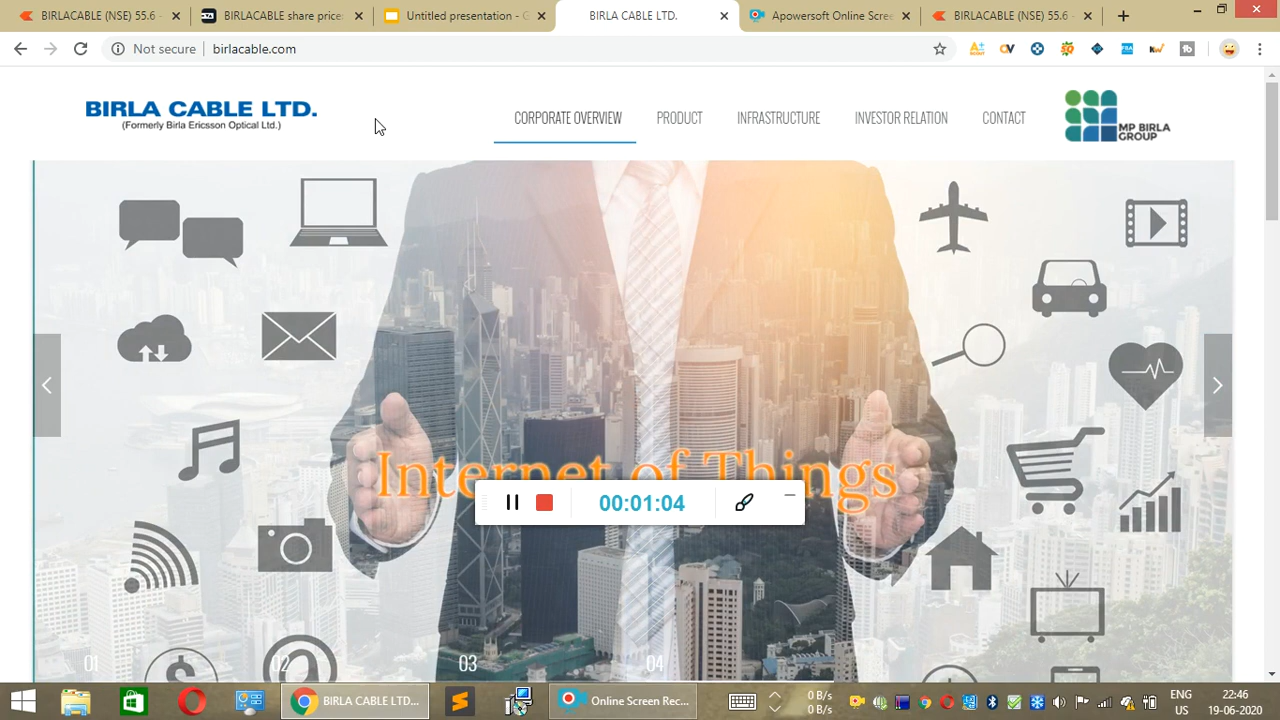 BIRLACABLE (NSE) 55.6 -
BIRLACABLE share price:
Untitled presentation - G
BIRLA CABLE LTD.
Apowersoft Online Scree
BIRLACABLE (NSE) 55.6 -
Not secure
birlacable.com
BIRLA CABLE LTD.
(Formerly Birla Ericsson Optical Ltd.)
CORPORATE OVERVIEW
PRODUCT
INFRASTRUCTURE
INVESTOR RELATION
CONTACT
MP BIRLA
GROUP
Internet of Things
00:01:04
01
02
03
04
BIRLA CABLE LTD...
Online Screen Rec...
0 B/s
0 B/s
ENG
US
22:46
19-06-2020